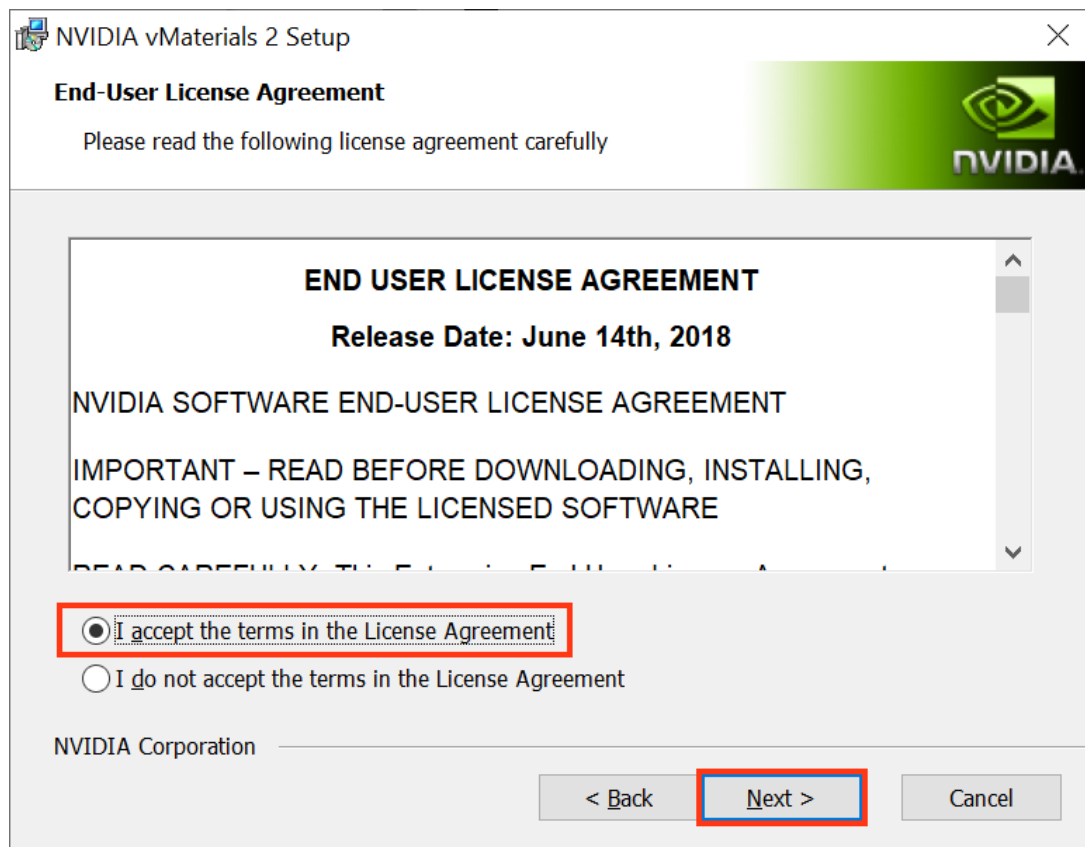 NVIDIA vMaterials 2 Setup
End-User License Agreement
Please read the following license agreement carefully
NVIDIA.
END USER LICENSE AGREEMENT
Release Date: June 14th, 2018
NVIDIA SOFTWARE END-USER LICENSE AGREEMENT
IMPORTANT – READ BEFORE DOWNLOADING, INSTALLING,
COPYING OR USING THE LICENSED SOFTWARE
I accept the terms in the License Agreement
I do not accept the terms in the License Agreement
NVIDIA Corporation
< Back Next > Cancel